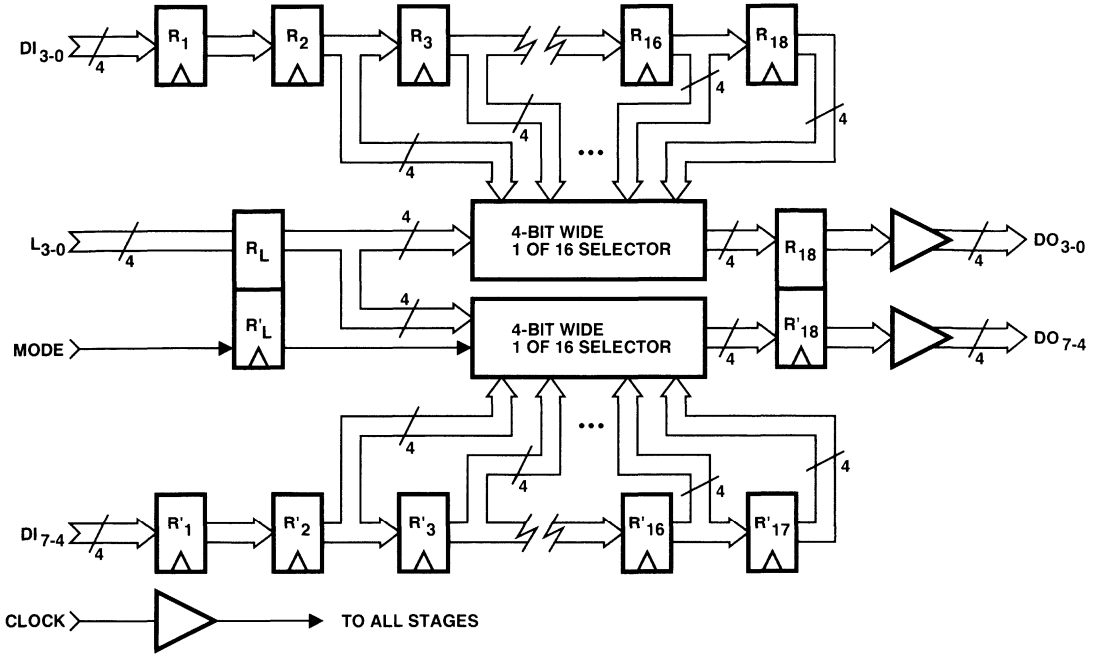 DI3-0
4
R1
R2
R3
R16
R18
4
4
4
4
...
L3-0
4
RL
4
4-BIT WIDE
1 OF 16 SELECTOR
4
R18
4
DO3-0
MODE
R'L
4
4-BIT WIDE
1 OF 16 SELECTOR
4
R'18
4
DO7-4
...
4
4
4
4
DI7-4
4
R'1
R'2
R'3
R'16
R'17
CLOCK
TO ALL STAGES